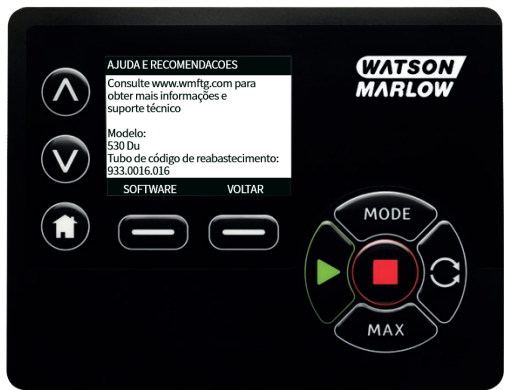 AJUDA E RECOMENDACOES
Consulte www.wmftg.com para
obter mais informações e
suporte técnico
Modelo:
530 Du
Tubo de código de reabastecimento:
933.0016.016
SOFTWARE VOLTAR
WATSON
MARLOW
MODE
MAX